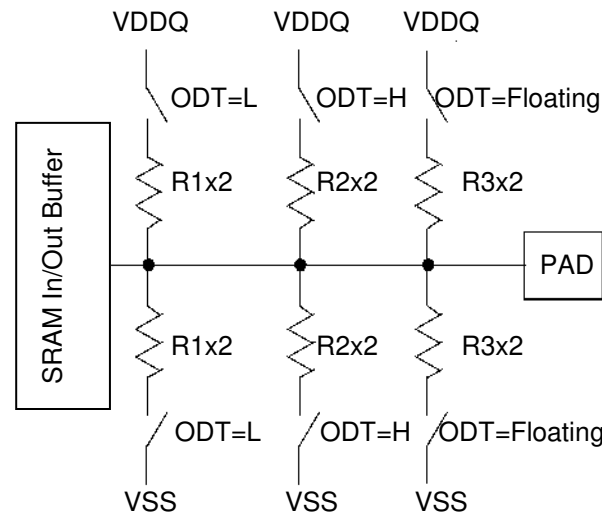 VDDQ VDDQ VDDQ
ODT=L ODT=H ODT=Floating
R1x2 R2x2 R3x2
SRAM In/Out Buffer
PAD
R1x2 R2x2 R3x2
ODT=L ODT=H ODT=Floating
VSS VSS VSS